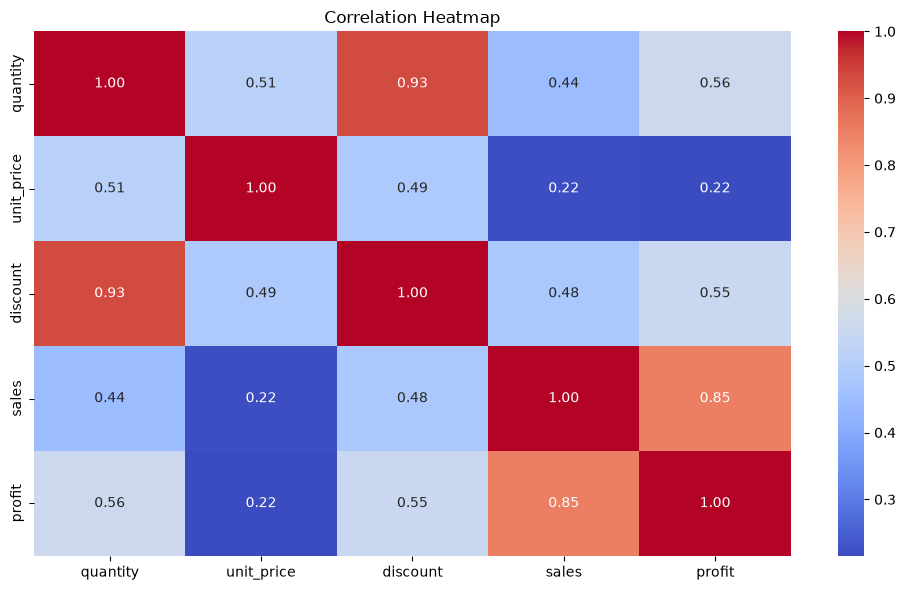 Correlation Heatmap
quantity 1.00 0.51 0.93 0.44 0.56
unit_price 0.51 1.00 0.49 0.22 0.22
discount 0.93 0.49 1.00 0.48 0.55
sales 0.44 0.22 0.48 1.00 0.85
profit 0.56 0.22 0.55 0.85 1.00
quantity unit_price discount sales profit
1.0
0.9
0.8
0.7
0.6
0.5
0.4
0.3